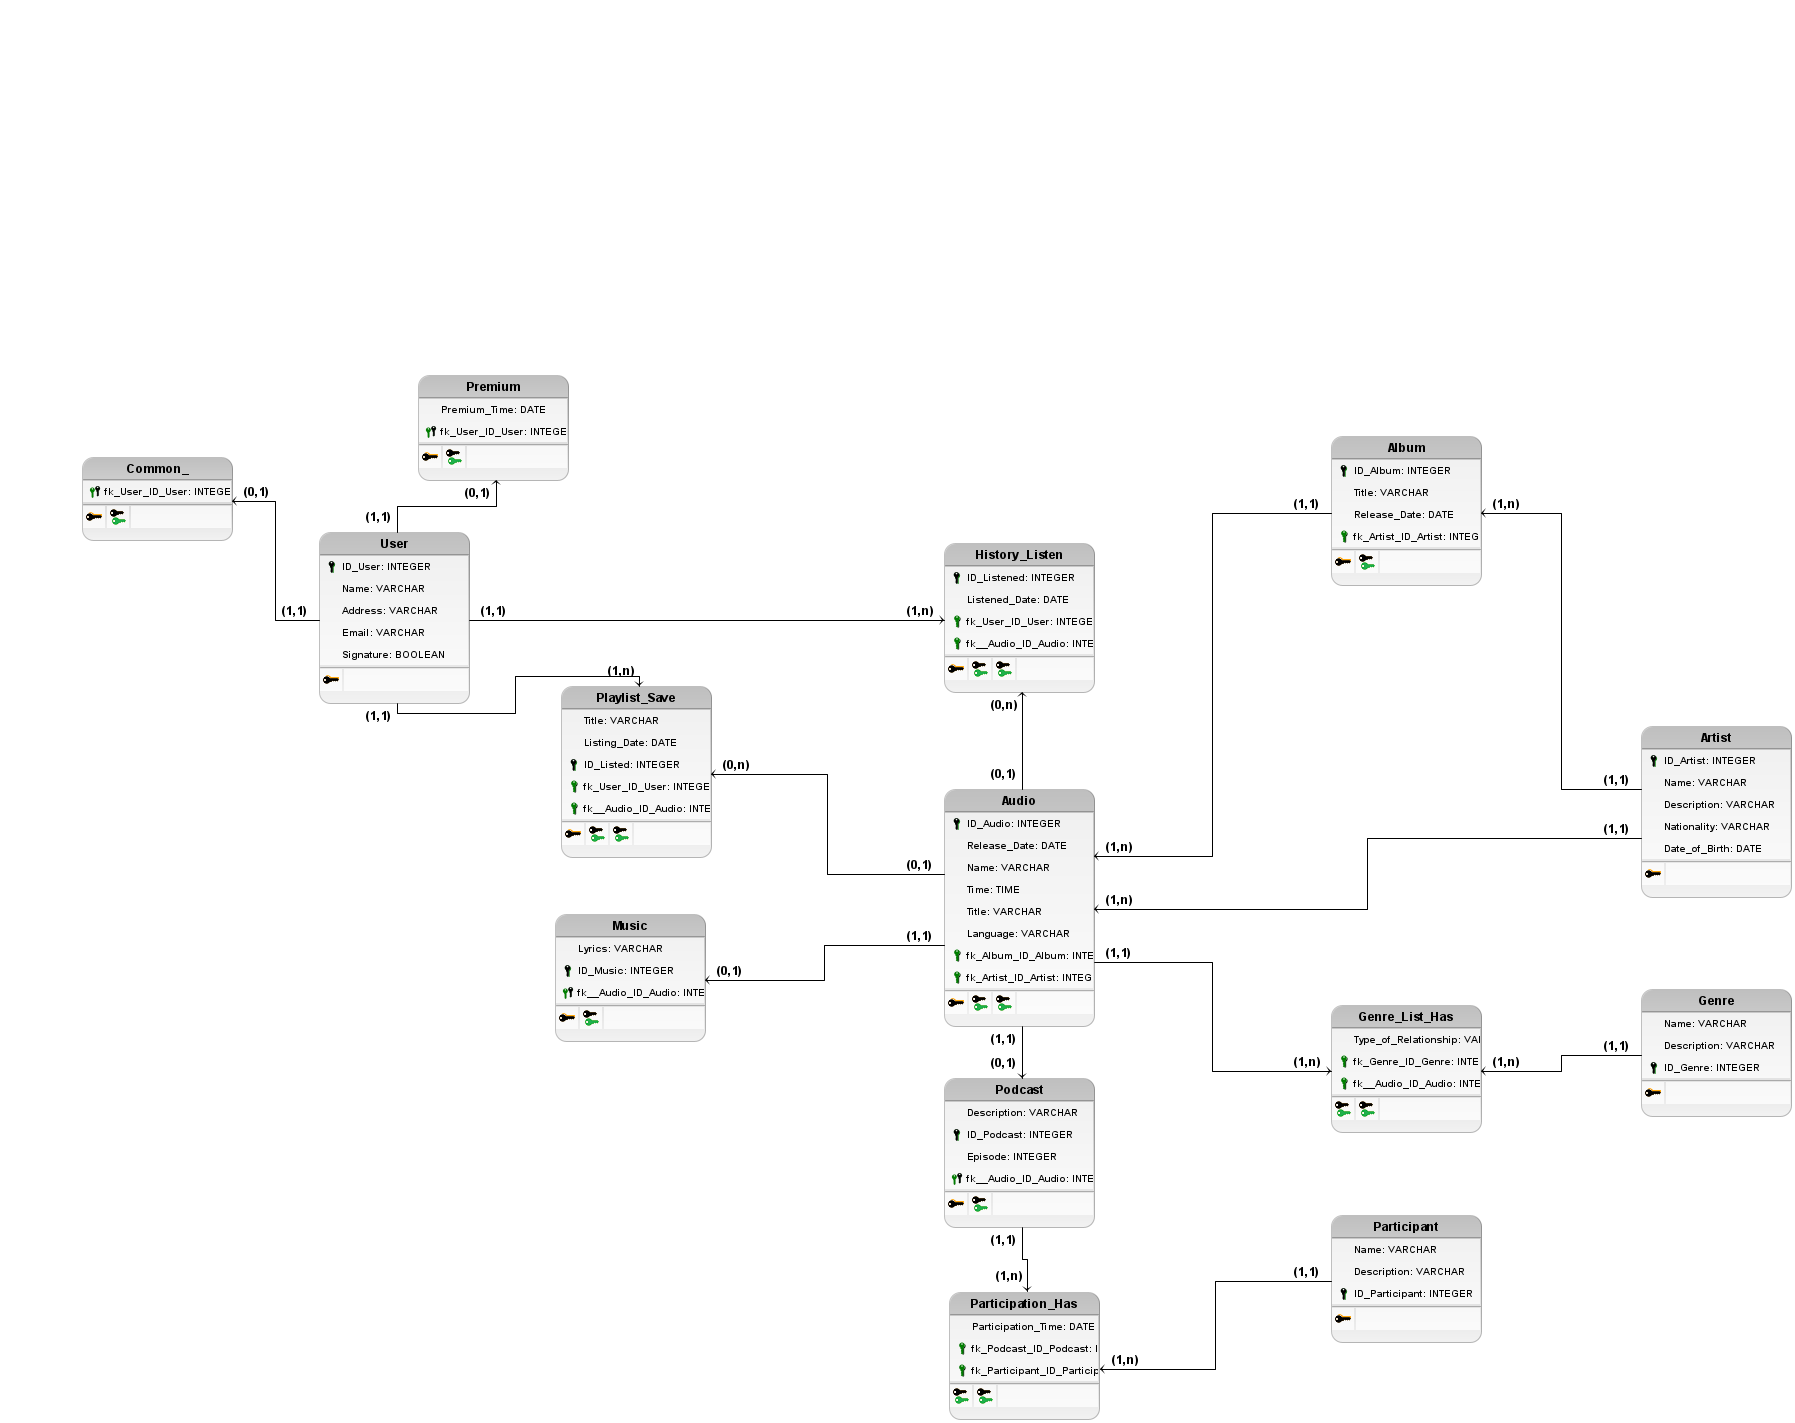 Premium
Premium_Time: DATE
fk_User_ID_User: INTEGE
Common_
fk_User_ID_User: INTEGE
(0,1)
(0,1)
(1,1)
User
ID_User: INTEGER
Name: VARCHAR
Address: VARCHAR
Email: VARCHAR
Signature: BOOLEAN
(1,1)
(1,1)
(1,1)
(1,n)
History_Listen
ID_Listened: INTEGER
Listened_Date: DATE
fk_User_ID_User: INTEGE
fk__Audio_ID_Audio: INTE
(1,n)
(0,n)
(0,1)
Playlist_Save
Title: VARCHAR
Listing_Date: DATE
ID_Listed: INTEGER
fk_User_ID_User: INTEGE
fk__Audio_ID_Audio: INTE
(0,n)
(0,1)
Album
ID_Album: INTEGER
Title: VARCHAR
Release_Date: DATE
fk_Artist_ID_Artist: INTEG
(1,1)
(1,n)
Artist
ID_Artist: INTEGER
Name: VARCHAR
Description: VARCHAR
Nationality: VARCHAR
Date_of_Birth: DATE
(1,1)
(1,1)
Audio
ID_Audio: INTEGER
Release_Date: DATE
Name: VARCHAR
Time: TIME
Title: VARCHAR
Language: VARCHAR
fk_Album_ID_Album: INTE
fk_Artist_ID_Artist: INTEG
(1,n)
(1,n)
(1,1)
(1,1)
Music
Lyrics: VARCHAR
ID_Music: INTEGER
fk__Audio_ID_Audio: INTE
(0,1)
Genre_List_Has
Type_of_Relationship: VAI
fk_Genre_ID_Genre: INTE
fk__Audio_ID_Audio: INTE
(1,n)
(1,n)
Genre
Name: VARCHAR
Description: VARCHAR
ID_Genre: INTEGER
(1,1)
(1,1)
(0,1)
Podcast
Description: VARCHAR
ID_Podcast: INTEGER
Episode: INTEGER
fk__Audio_ID_Audio: INTE
(1,1)
(1,n)
Participation_Has
Participation_Time: DATE
fk_Podcast_ID_Podcast: I
fk_Participant_ID_Particip
(1,n)
Participant
Name: VARCHAR
Description: VARCHAR
ID_Participant: INTEGER
(1,1)